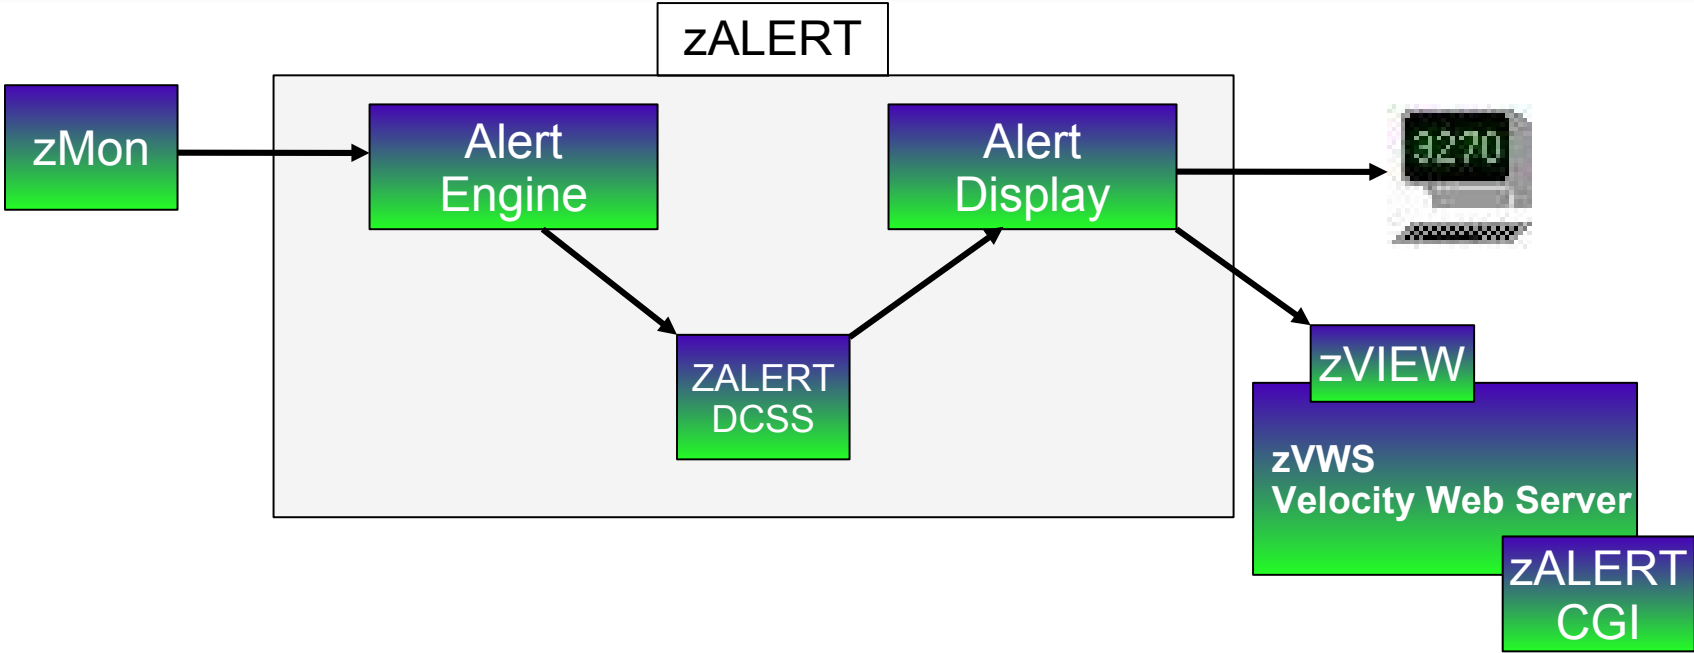 zALERT
zMon
Alert
Engine
Alert
Display
3270
ZALERT
DCSS
zVIEW
zVWS
Velocity Web Server
zALERT
CGI